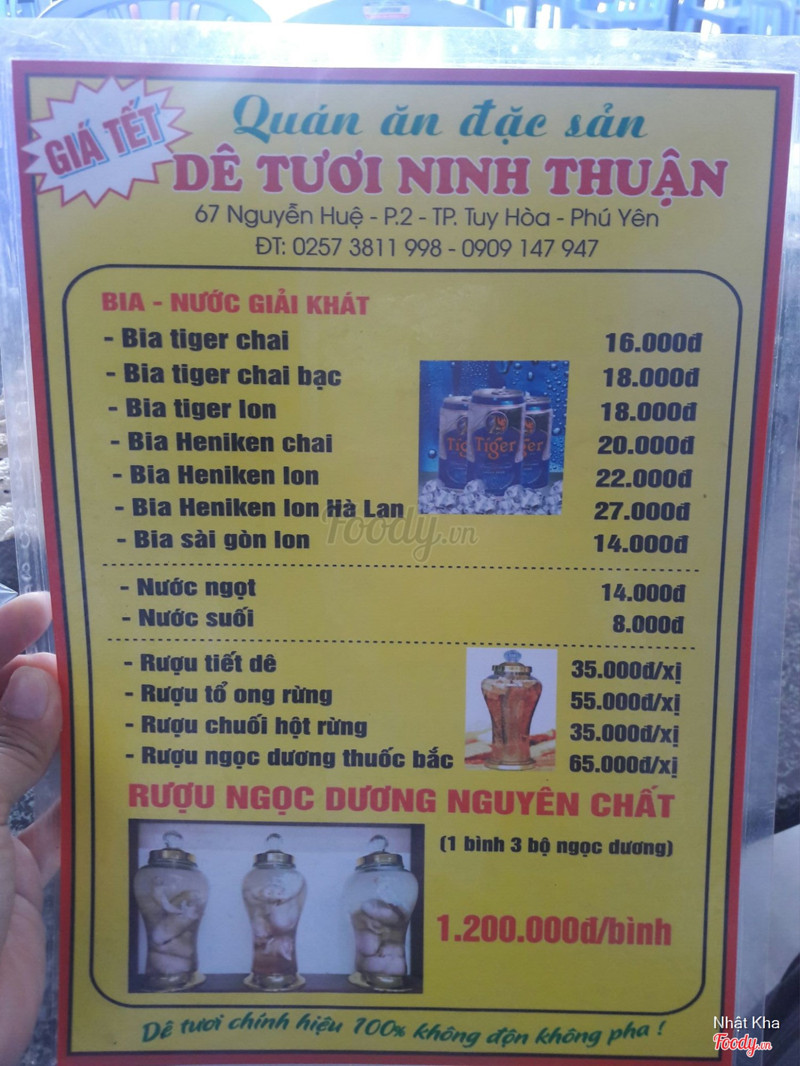 GIÁ TẾT
Quán ăn đặc sản
DÊ TƯƠI NINH THUẬN
67 Nguyễn Huệ - P.2 - TP. Tuy Hòa - Phú Yên
ĐT: 0257 3811 998 - 0909 147 947
BIA - NƯỚC GIẢI KHÁT
- Bia tiger chai 16.000đ
- Bia tiger chai bạc 18.000đ
- Bia tiger lon 18.000đ
- Bia Heniken chai 20.000đ
- Bia Heniken lon 22.000đ
- Bia Heniken lon Hà Lan 27.000đ
- Bia sài gòn lon 14.000đ
Tiger
Foody.vn
- Nước ngọt 14.000đ
- Nước suối 8.000đ
- Rượu tiết dê 35.000đ/xị
- Rượu tổ ong rừng 55.000đ/xị
- Rượu chuối hột rừng 35.000đ/xị
- Rượu ngọc dương thuốc bắc 65.000đ/xị
RƯỢU NGỌC DƯƠNG NGUYÊN CHẤT
(1 bình 3 bộ ngọc dương)
1.200.000đ/bình
Dê tươi chính hiệu 100% không độn không pha !
Nhật Kha
Foody.vn